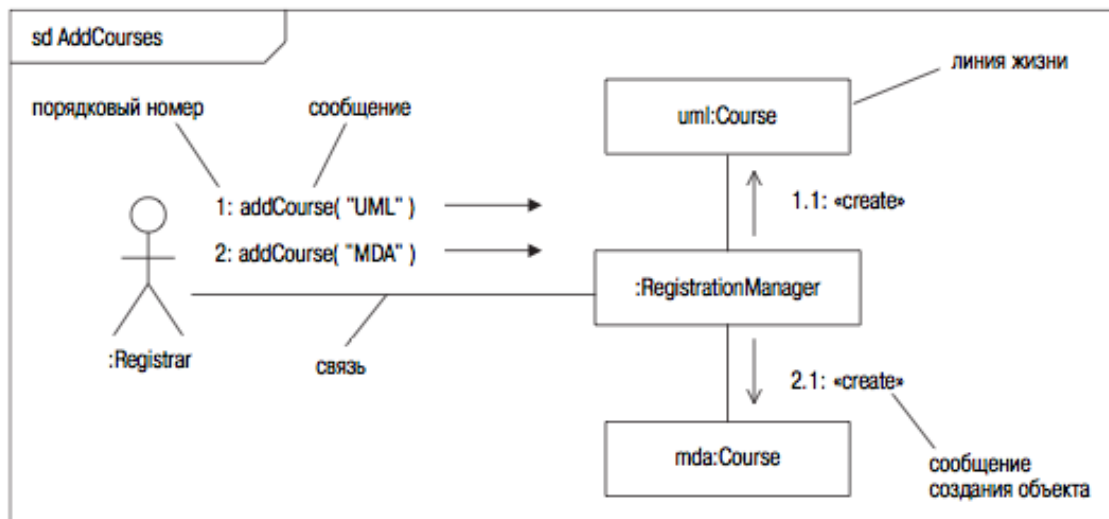 sd AddCourses
линия жизни
порядковый номер
сообщение
uml:Course
1: addCourse( "UML" )
1.1: «create»
2: addCourse( "MDA" )
:RegistrationManager
:Registrar
связь
2.1: «create»
mda:Course
сообщение
создания объекта